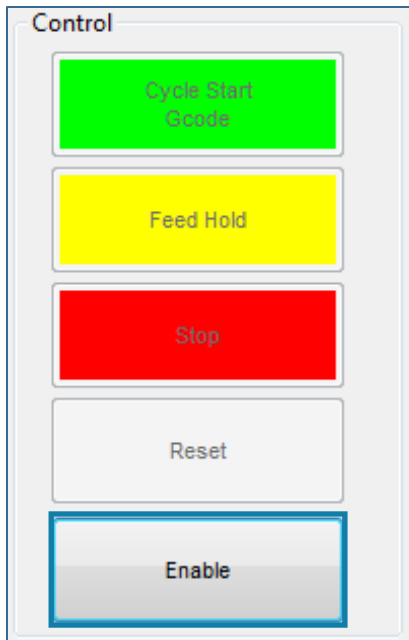 Control
Cycle Start
Gcode
Feed Hold
Stop
Reset
Enable